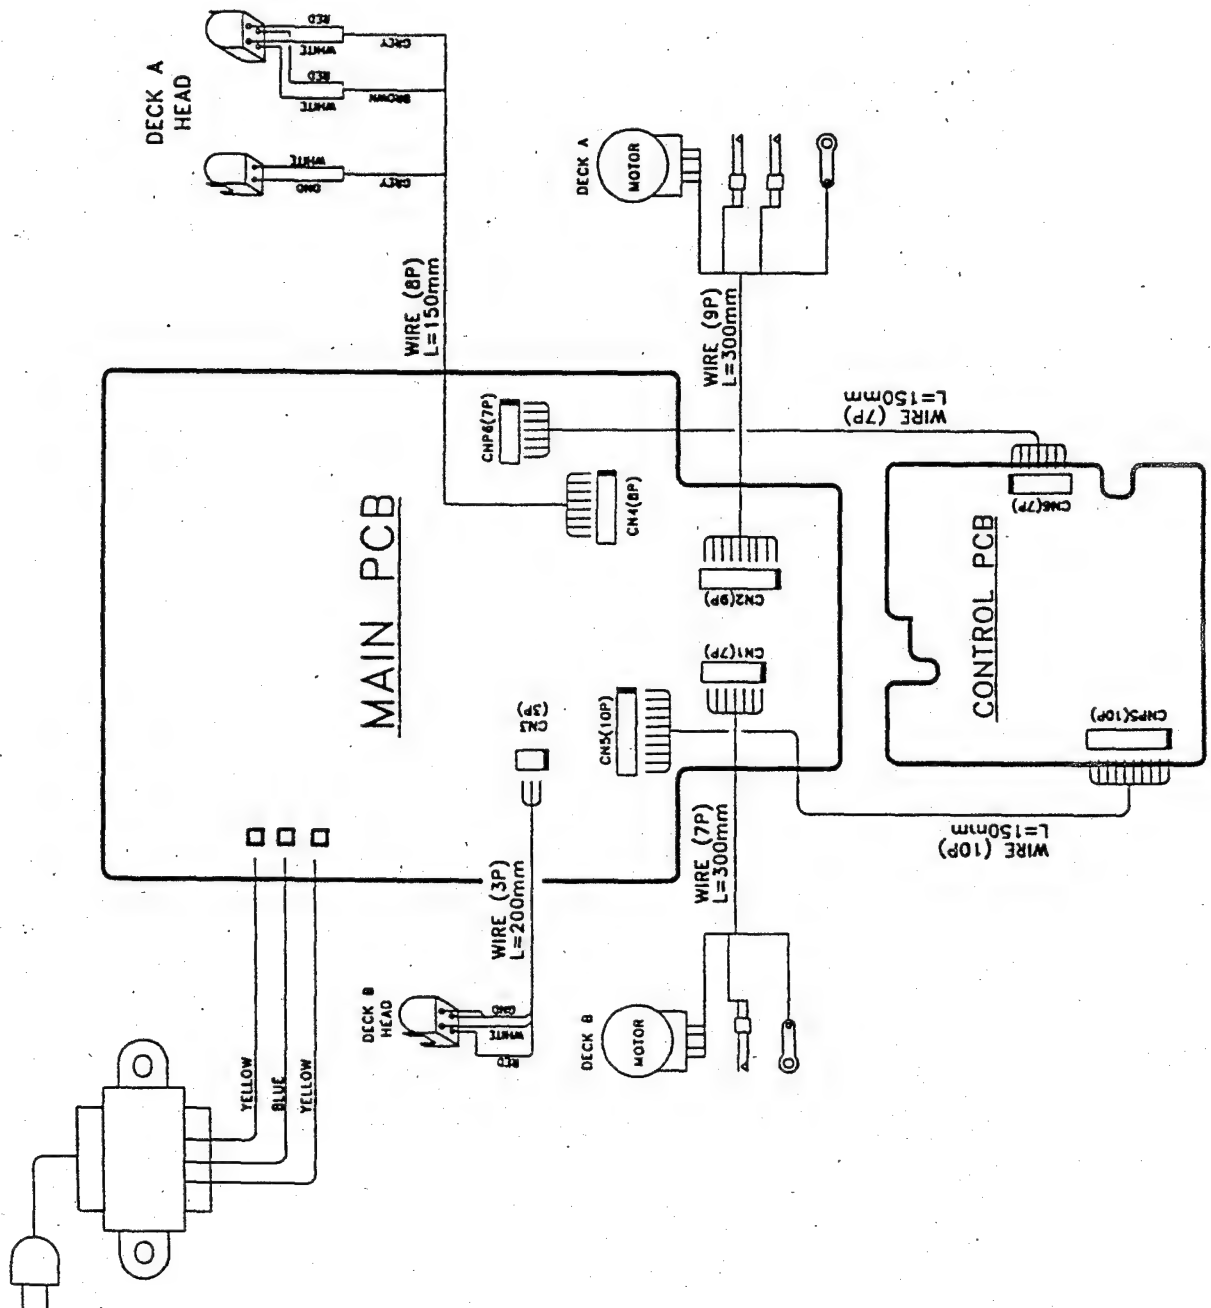 RED
WHITE
GREY
RED
WHITE
BROWN
DECK A
HEAD
WHITE
GND
GREY
DECK A
MOTOR
WIRE (8P)
L=150mm
WIRE (9P)
L=300mm
WIRE (7P)
L=150mm
CNP6(7P)
CN4(8P)
MAIN PCB
CN2(9P)
CN6(7P)
CONTROL PCB
CN1(7P)
CN3
(3P)
CN5(10P)
CNP5(10P)
WIRE (3P)
L=200mm
WIRE (7P)
L=300mm
WIRE (10P)
L=150mm
DECK B
HEAD
GND
WHITE
RED
DECK B
MOTOR
YELLOW
BLUE
YELLOW